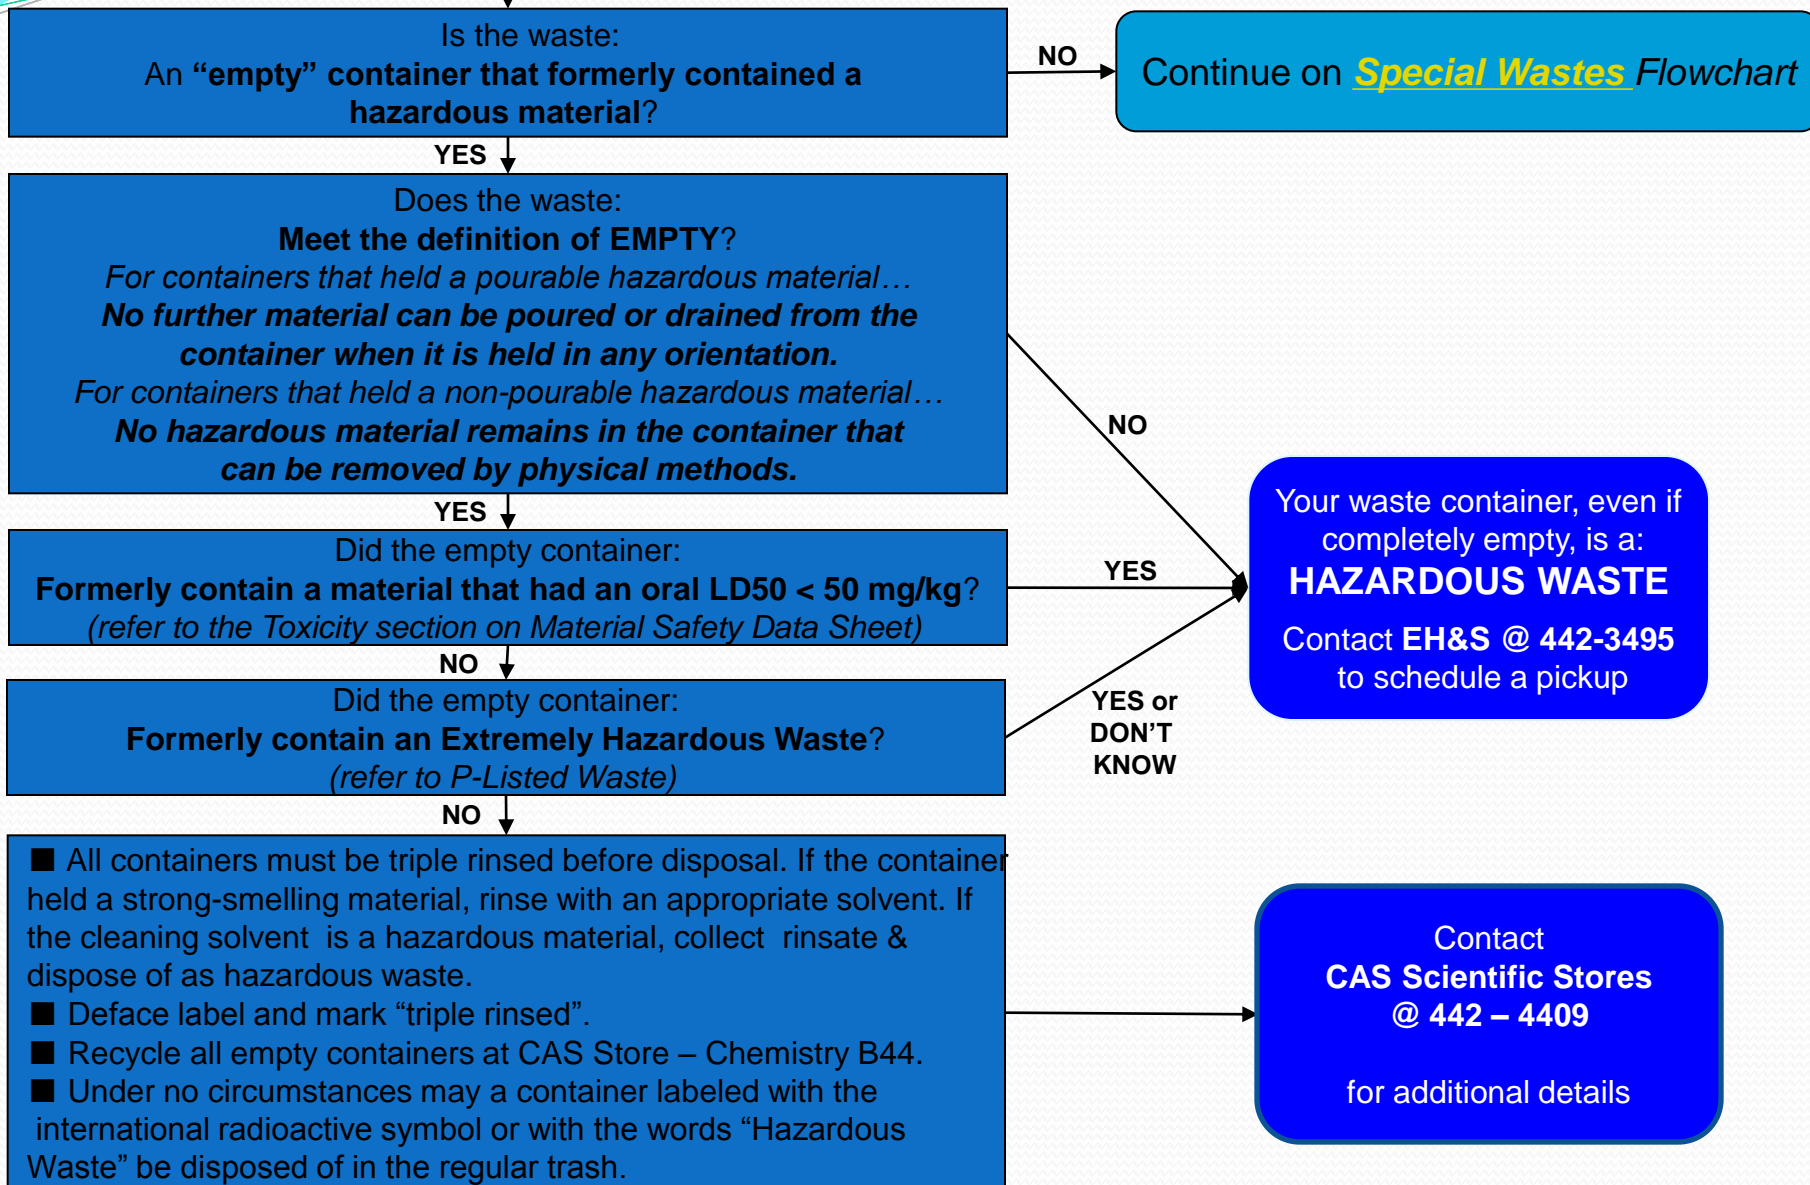 Is the waste:
An “empty” container that formerly contained a
hazardous material?
NO
Continue on Special Wastes Flowchart
YES
Does the waste:
Meet the definition of EMPTY?
For containers that held a pourable hazardous material…
No further material can be poured or drained from the
container when it is held in any orientation.
For containers that held a non-pourable hazardous material…
No hazardous material remains in the container that
can be removed by physical methods.
NO
YES
Did the empty container:
Formerly contain a material that had an oral LD50 < 50 mg/kg?
(refer to the Toxicity section on Material Safety Data Sheet)
YES
Your waste container, even if
completely empty, is a:
HAZARDOUS WASTE
Contact EH&S @ 442-3495
to schedule a pickup
NO
Did the empty container:
Formerly contain an Extremely Hazardous Waste?
(refer to P-Listed Waste)
YES or
DON’T
KNOW
NO
■ All containers must be triple rinsed before disposal. If the container
held a strong-smelling material, rinse with an appropriate solvent. If
the cleaning solvent is a hazardous material, collect rinsate &
dispose of as hazardous waste.
■ Deface label and mark “triple rinsed”.
■ Recycle all empty containers at CAS Store – Chemistry B44.
■ Under no circumstances may a container labeled with the
international radioactive symbol or with the words “Hazardous
Waste” be disposed of in the regular trash.
Contact
CAS Scientific Stores
@ 442 – 4409
for additional details